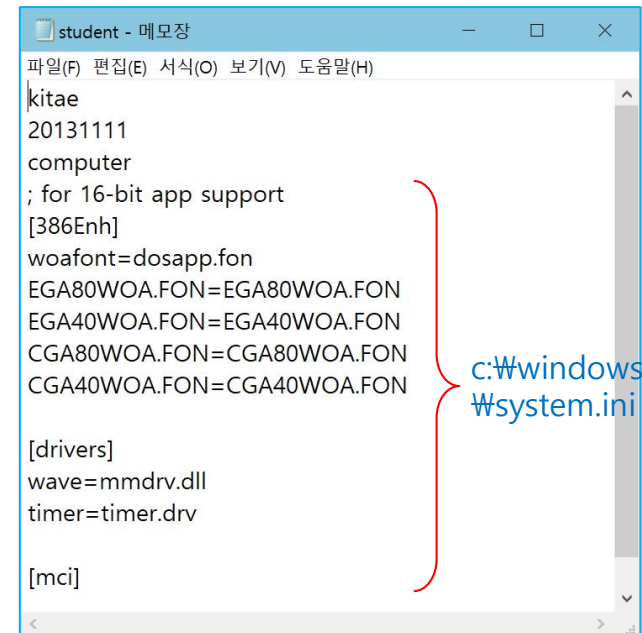 student - 메모장
파일(F) 편집(E) 서식(O) 보기(V) 도움말(H)
kitae
20131111
computer
; for 16-bit app support
[386Enh]
woafont=dosapp.fon
EGA80WOA.FON=EGA80WOA.FON
EGA40WOA.FON=EGA40WOA.FON
CGA80WOA.FON=CGA80WOA.FON
CGA40WOA.FON=CGA40WOA.FON
[drivers]
wave=mmdrv.dll
timer=timer.drv
[mci]
c:₩windows
₩system.ini